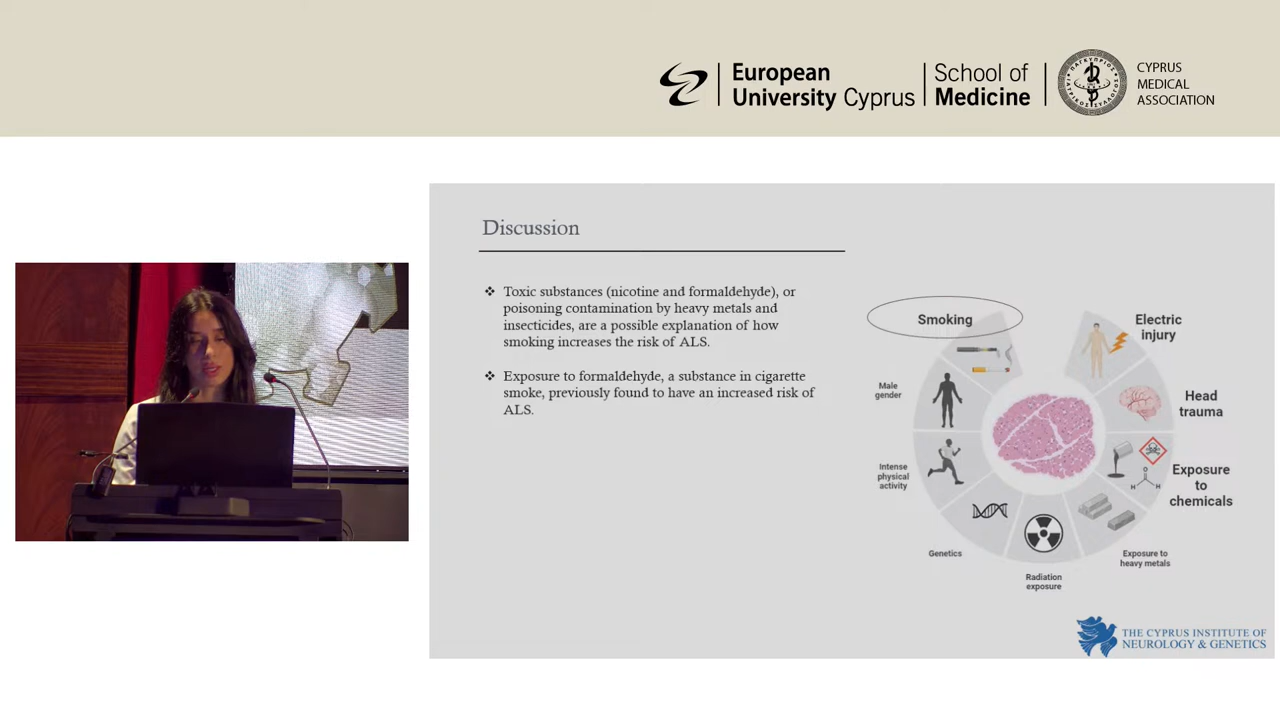 European
University Cyprus
School of
Medicine
CYPRUS
MEDICAL
ASSOCIATION
Discussion
❖ Toxic substances (nicotine and formaldehyde), or
poisoning contamination by heavy metals and
insecticides, are a possible explanation of how
smoking increases the risk of ALS.
❖ Exposure to formaldehyde, a substance in cigarette
smoke, previously found to have an increased risk of
ALS.
Smoking
Electric
injury
Male
gender
Head
trauma
Intense
physical
activity
Exposure
to
chemicals
O
H
H
Genetics
Exposure to
heavy metals
Radiation
exposure
THE CYPRUS INSTITUTE OF
NEUROLOGY & GENETICS